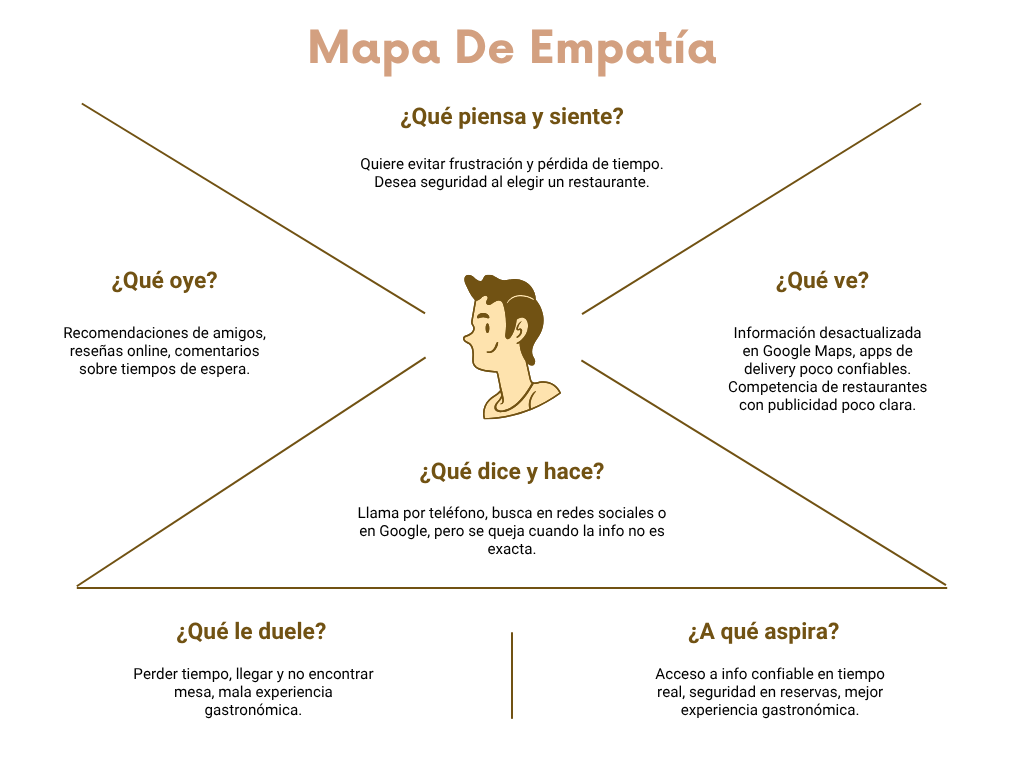 Mapa De Empatía
¿Qué piensa y siente?
Quiere evitar frustración y pérdida de tiempo.
Desea seguridad al elegir un restaurante.
¿Qué oye?
Recomendaciones de amigos,
reseñas online, comentarios
sobre tiempos de espera.
¿Qué ve?
Información desactualizada
en Google Maps, apps de
delivery poco confiables.
Competencia de restaurantes
con publicidad poco clara.
¿Qué dice y hace?
Llama por teléfono, busca en redes sociales o
en Google, pero se queja cuando la info no es
exacta.
¿Qué le duele?
Perder tiempo, llegar y no encontrar
mesa, mala experiencia
gastronómica.
¿A qué aspira?
Acceso a info confiable en tiempo
real, seguridad en reservas, mejor
experiencia gastronómica.